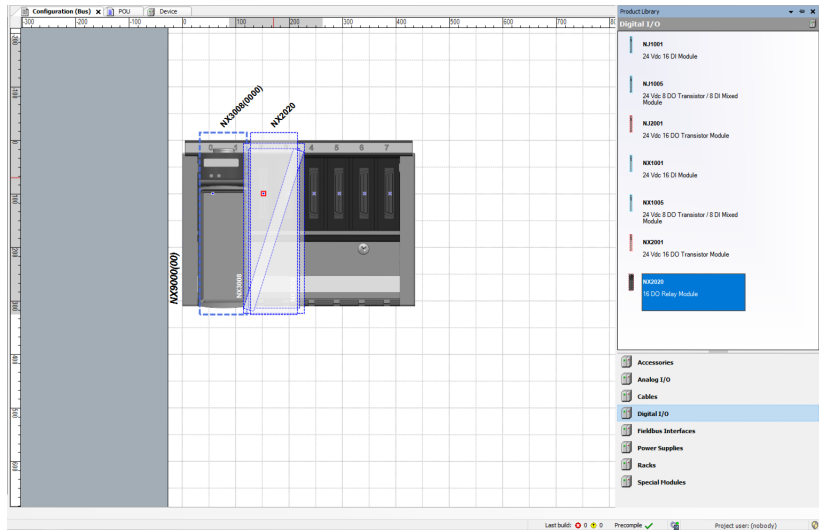 Configuration (Bus) x
POU
Device
Product Library
Digital I/O
-300
-200
-100
0
100
200
300
400
500
600
700
NJ1001
24 Vdc 16 DI Module
NJ1005
24 Vdc 8 DO Transistor / 8 DI Mixed
Module
NJ2001
24 Vdc 16 DO Transistor Module
NX1001
24 Vdc 16 DI Module
NX1005
24 Vdc 8 DO Transistor / 8 DI Mixed
Module
NX2001
24 Vdc 16 DO Transistor Module
NX2020
16 DO Relay Module
NX3008(0000)
NX2020
0 1 3 4 5 6 7
NX3008
NX9000(00)
Accessories
Analog I/O
Cables
Digital I/O
Fieldbus Interfaces
Power Supplies
Racks
Special Modules
Last build: 0 0 Precompile
Project user: (nobody)